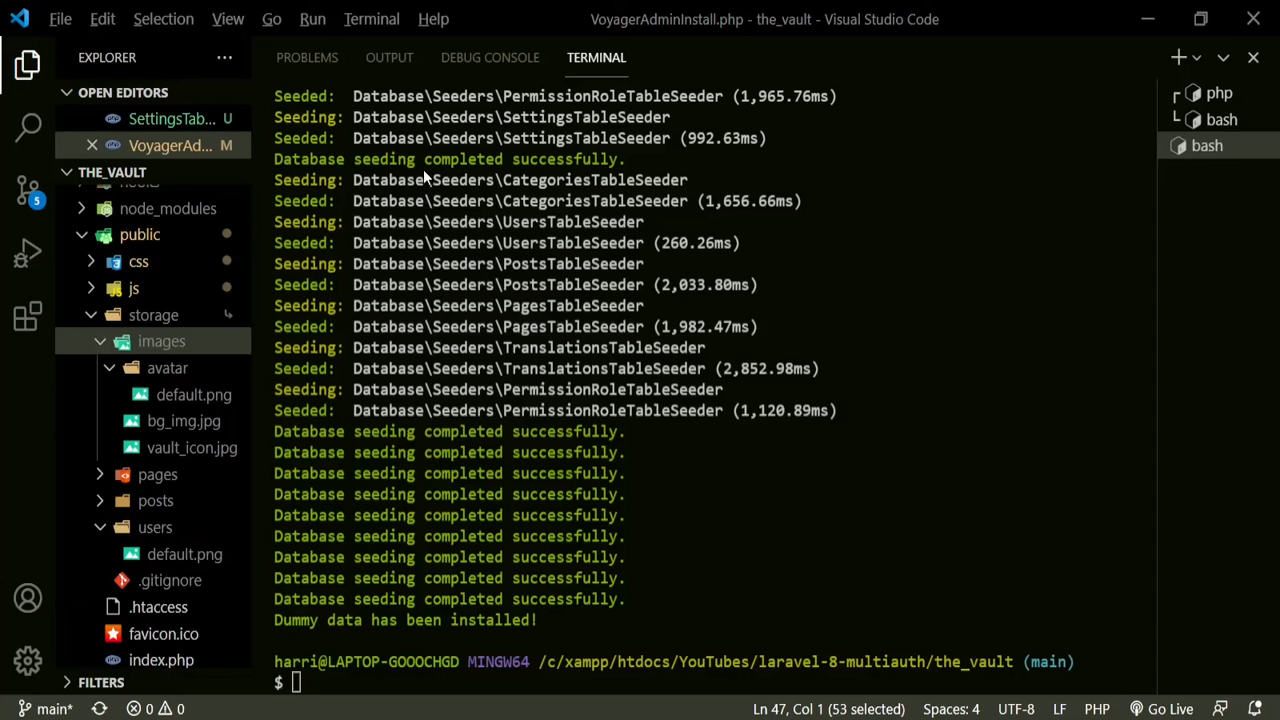 File Edit Selection View Go Run Terminal Help VoyagerAdminInstall.php - the_vault - Visual Studio Code
EXPLORER
OPEN EDITORS
SettingsTab... U
VoyagerAd... M
THE_VAULT
node_modules
public
css
js
storage
images
avatar
default.png
bg_img.jpg
vault_icon.jpg
pages
posts
users
default.png
.gitignore
.htaccess
favicon.ico
index.php
FILTERS
5
PROBLEMS OUTPUT DEBUG CONSOLE TERMINAL
Seeded: Database\Seeders\PermissionRoleTableSeeder (1,965.76ms)
Seeding: Database\Seeders\SettingsTableSeeder
Seeded: Database\Seeders\SettingsTableSeeder (992.63ms)
Database seeding completed successfully.
Seeding: Database\Seeders\CategoriesTableSeeder
Seeded: Database\Seeders\CategoriesTableSeeder (1,656.66ms)
Seeding: Database\Seeders\UsersTableSeeder
Seeded: Database\Seeders\UsersTableSeeder (260.26ms)
Seeding: Database\Seeders\PostsTableSeeder
Seeded: Database\Seeders\PostsTableSeeder (2,033.80ms)
Seeding: Database\Seeders\PagesTableSeeder
Seeded: Database\Seeders\PagesTableSeeder (1,982.47ms)
Seeding: Database\Seeders\TranslationsTableSeeder
Seeded: Database\Seeders\TranslationsTableSeeder (2,852.98ms)
Seeding: Database\Seeders\PermissionRoleTableSeeder
Seeded: Database\Seeders\PermissionRoleTableSeeder (1,120.89ms)
Database seeding completed successfully.
Database seeding completed successfully.
Database seeding completed successfully.
Database seeding completed successfully.
Database seeding completed successfully.
Database seeding completed successfully.
Database seeding completed successfully.
Database seeding completed successfully.
Database seeding completed successfully.
Dummy data has been installed!
harri@LAPTOP-GOOOCHGD MINGW64 /c/xampp/htdocs/YouTubes/laravel-8-multiauth/the_vault (main)
$
php
bash
bash
main* 0 0 Ln 47, Col 1 (53 selected) Spaces: 4 UTF-8 LF PHP Go Live